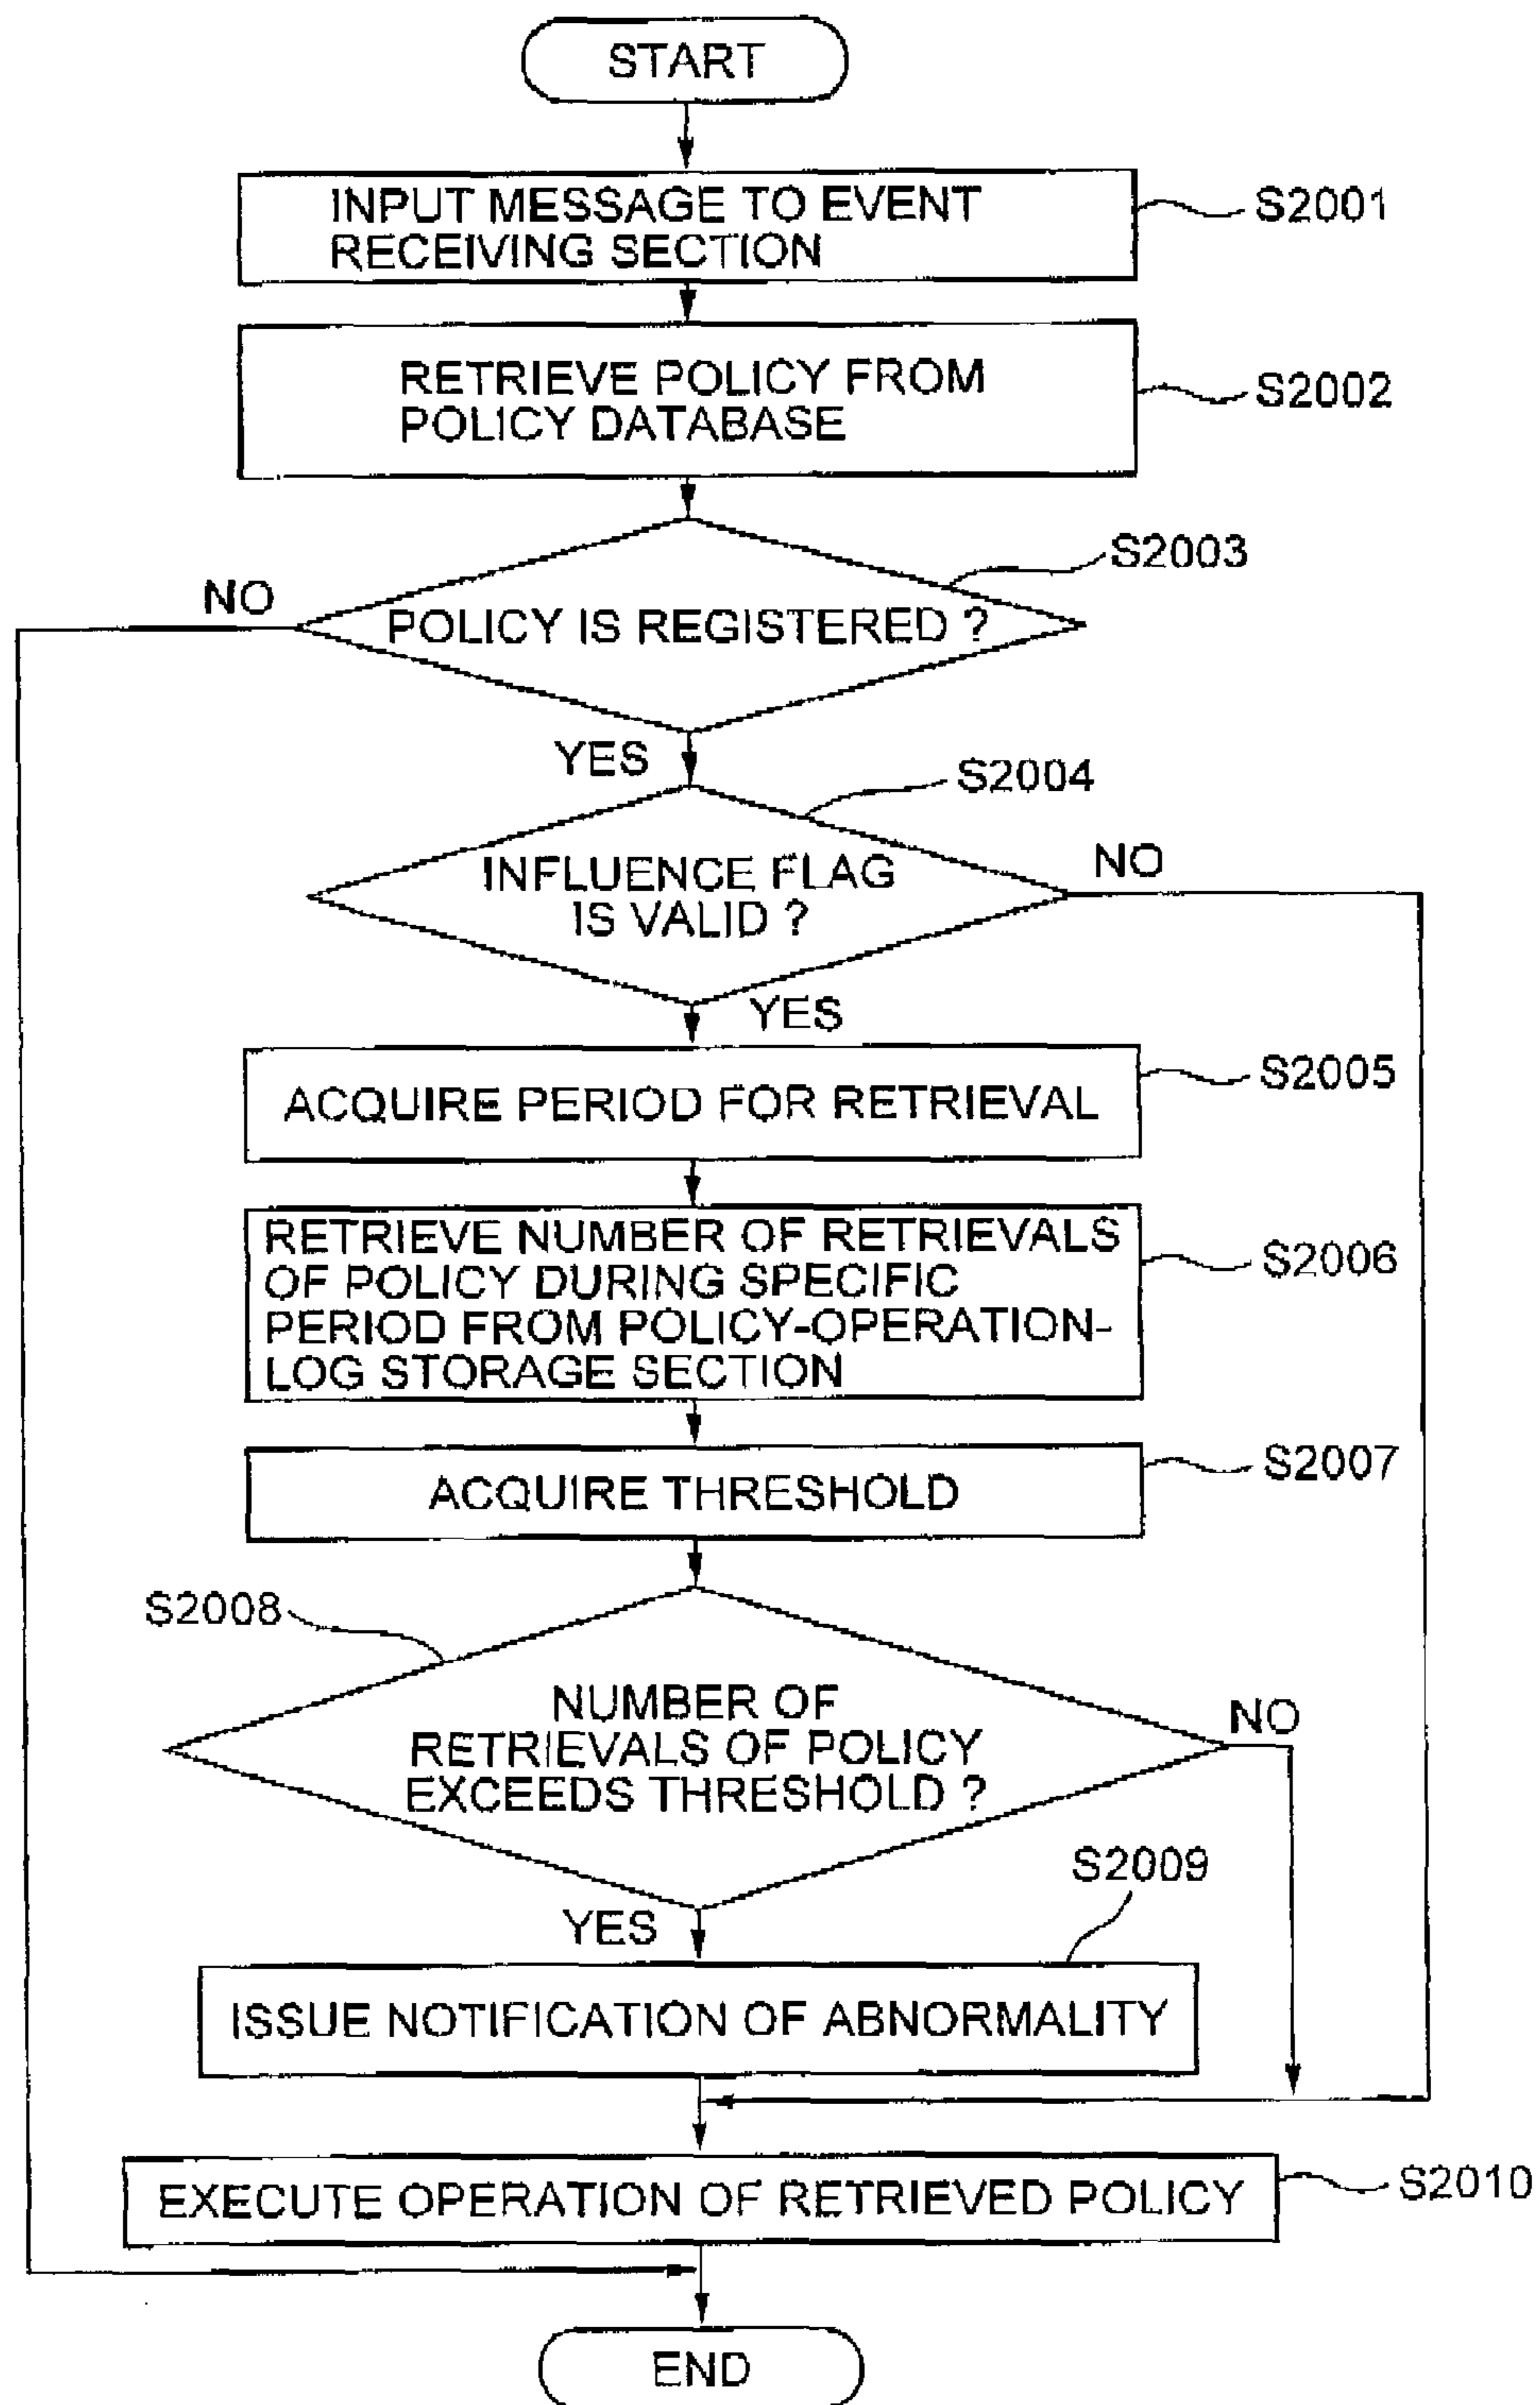 START
INPUT MESSAGE TO EVENT
RECEIVING SECTION
S2001
RETRIEVE POLICY FROM
POLICY DATABASE
S2002
S2003
NO
POLICY IS REGISTERED ?
YES
S2004
INFLUENCE FLAG
IS VALID ?
NO
YES
S2005
ACQUIRE PERIOD FOR RETRIEVAL
RETRIEVE NUMBER OF RETRIEVALS
OF POLICY DURING SPECIFIC
PERIOD FROM POLICY-OPERATION-
LOG STORAGE SECTION
S2006
S2007
ACQUIRE THRESHOLD
S2008
NUMBER OF
RETRIEVALS OF POLICY
EXCEEDS THRESHOLD ?
NO
S2009
YES
ISSUE NOTIFICATION OF ABNORMALITY
EXECUTE OPERATION OF RETRIEVED POLICY
S2010
END